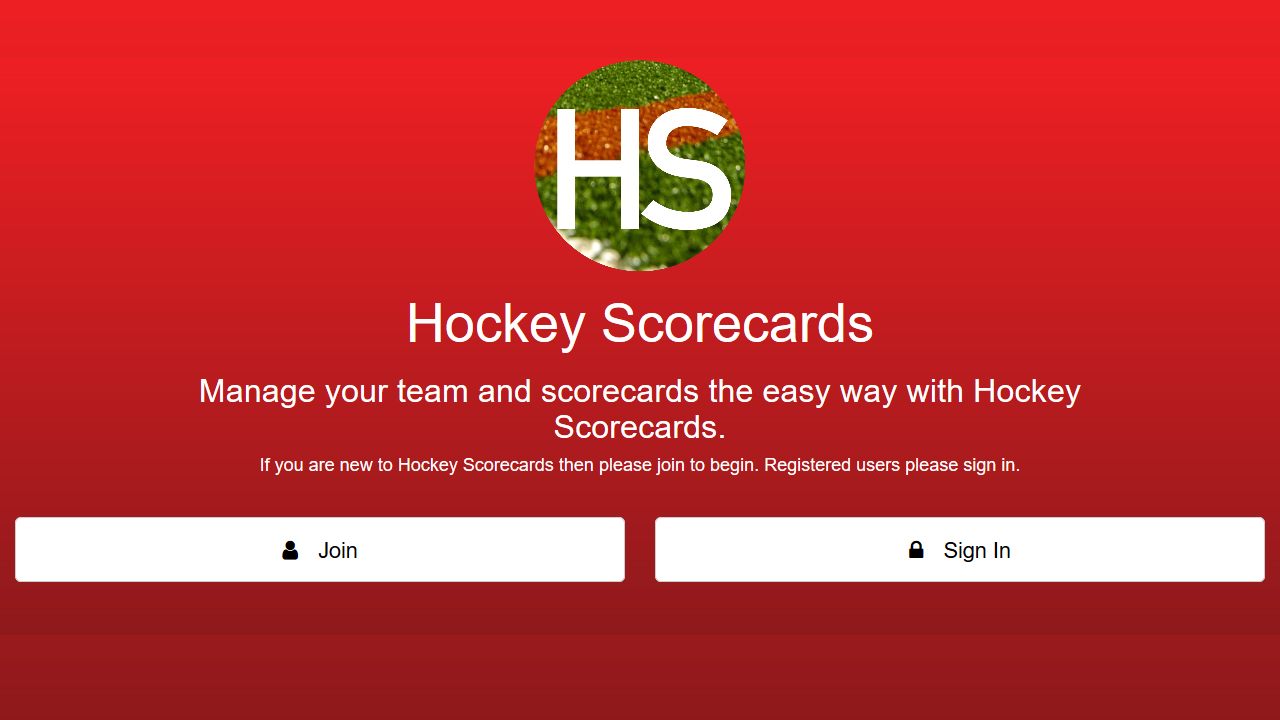 HS
Hockey Scorecards
Manage your team and scorecards the easy way with Hockey
Scorecards.
If you are new to Hockey Scorecards then please join to begin. Registered users please sign in.
Join
Sign In